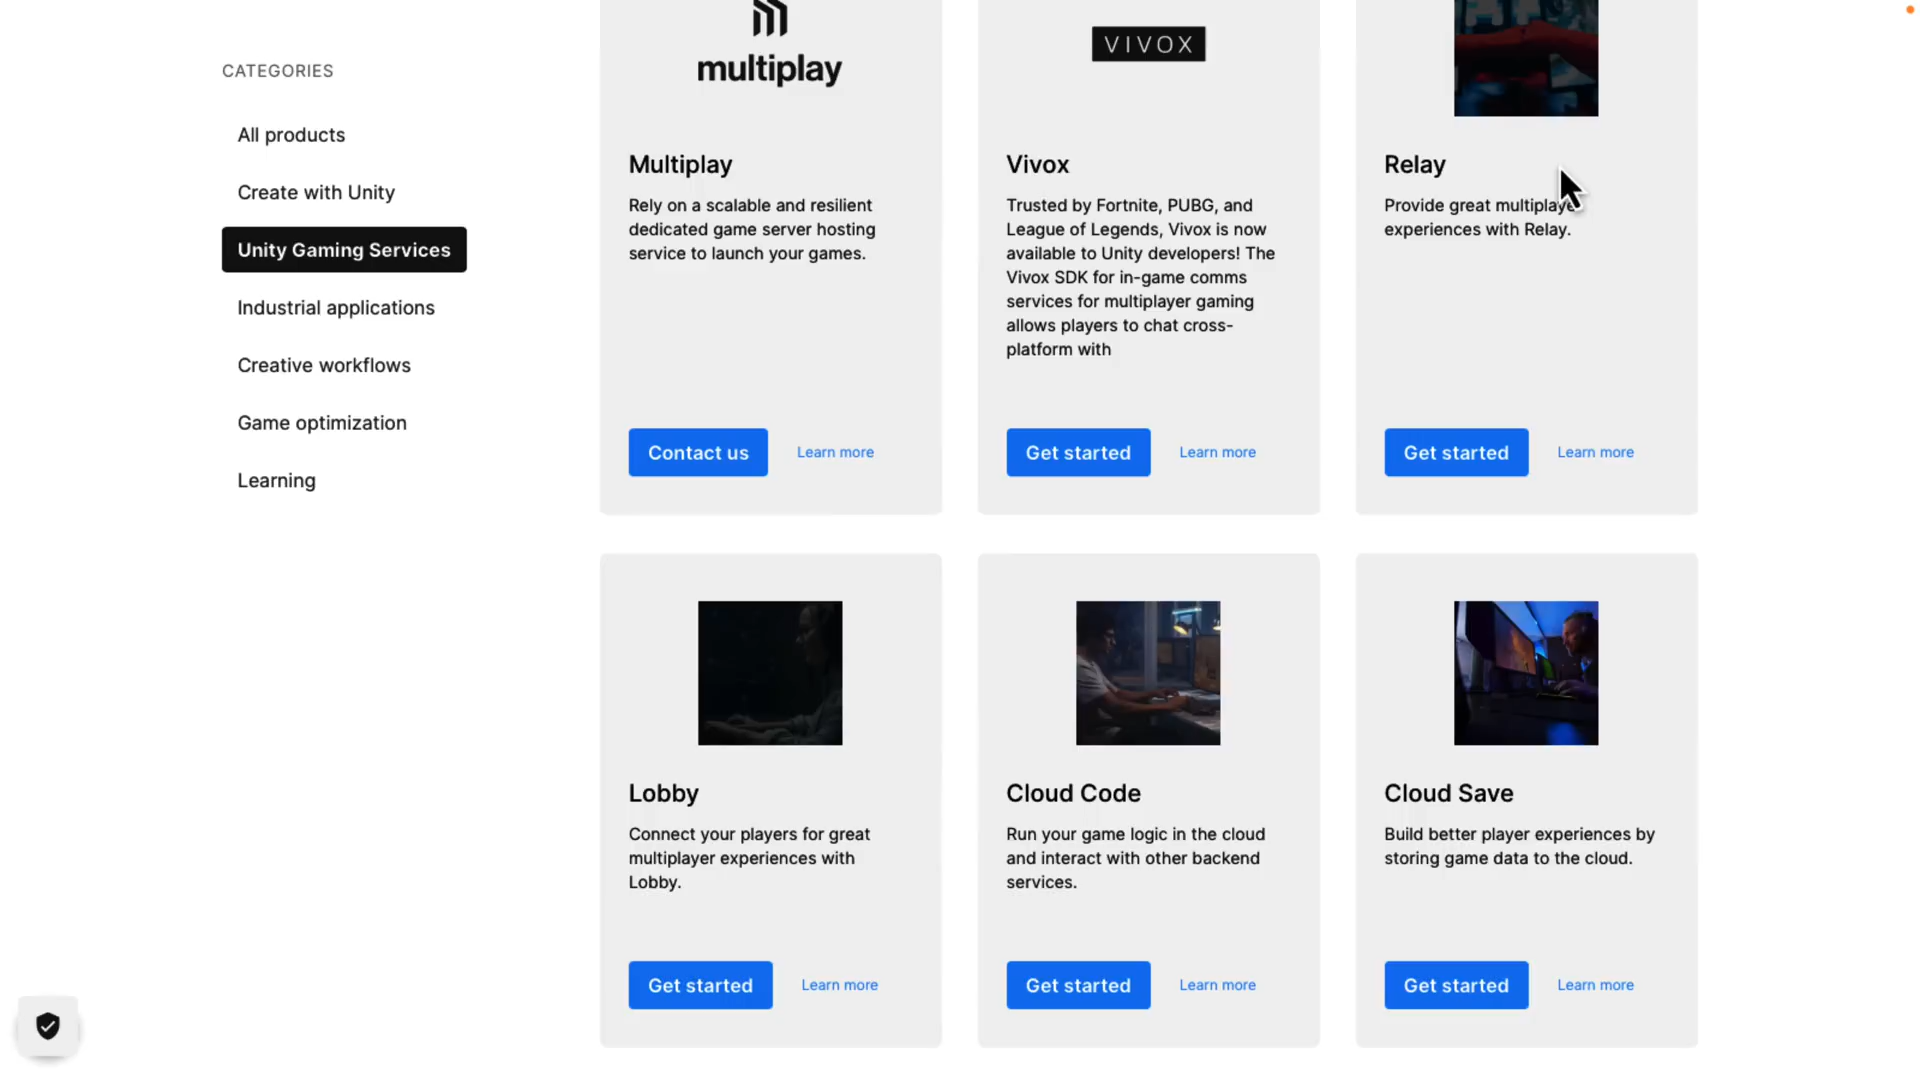 CATEGORIES
All products
Create with Unity
Unity Gaming Services
Industrial applications
Creative workflows
Game optimization
Learning
multiplay
Multiplay
Rely on a scalable and resilient
dedicated game server hosting
service to launch your games.
Contact us
Learn more
VIVOX
Vivox
Trusted by Fortnite, PUBG, and
League of Legends, Vivox is now
available to Unity developers! The
Vivox SDK for in-game comms
services for multiplayer gaming
allows players to chat cross-
platform with
Get started
Learn more
Relay
Provide great multiplayer
experiences with Relay.
Get started
Learn more
Lobby
Connect your players for great
multiplayer experiences with
Lobby.
Get started
Learn more
Cloud Code
Run your game logic in the cloud
and interact with other backend
services.
Get started
Learn more
Cloud Save
Build better player experiences by
storing game data to the cloud.
Get started
Learn more